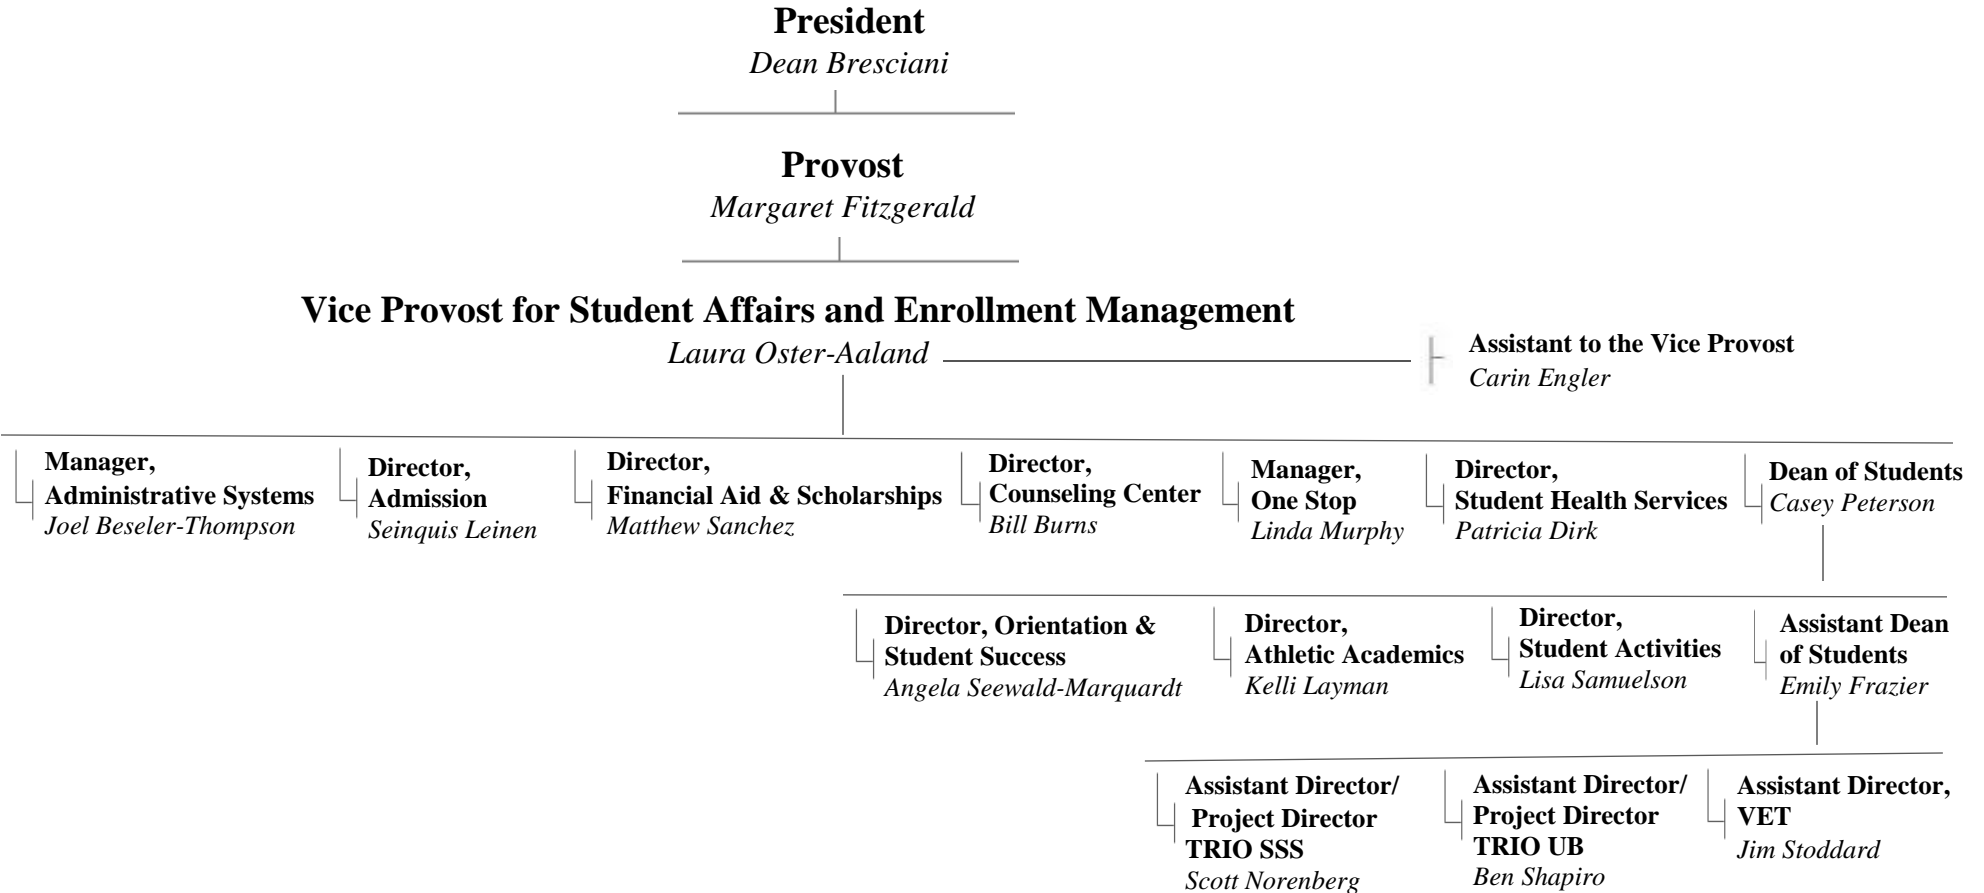 President
Dean Bresciani
Provost
Margaret Fitzgerald
Vice Provost for Student Affairs and Enrollment Management
Laura Oster-Aaland
Assistant to the Vice Provost
Carin Engler
Manager,
Administrative Systems
Joel Beseler-Thompson
Director,
Admission
Seinquis Leinen
Director,
Financial Aid & Scholarships
Matthew Sanchez
Director,
Counseling Center
Bill Burns
Manager,
One Stop
Linda Murphy
Director,
Student Health Services
Patricia Dirk
Dean of Students
Casey Peterson
Director, Orientation &
Student Success
Angela Seewald-Marquardt
Director,
Athletic Academics
Kelli Layman
Director,
Student Activities
Lisa Samuelson
Assistant Dean
of Students
Emily Frazier
Assistant Director/
Project Director
TRIO SSS
Scott Norenberg
Assistant Director/
Project Director
TRIO UB
Ben Shapiro
Assistant Director,
VET
Jim Stoddard